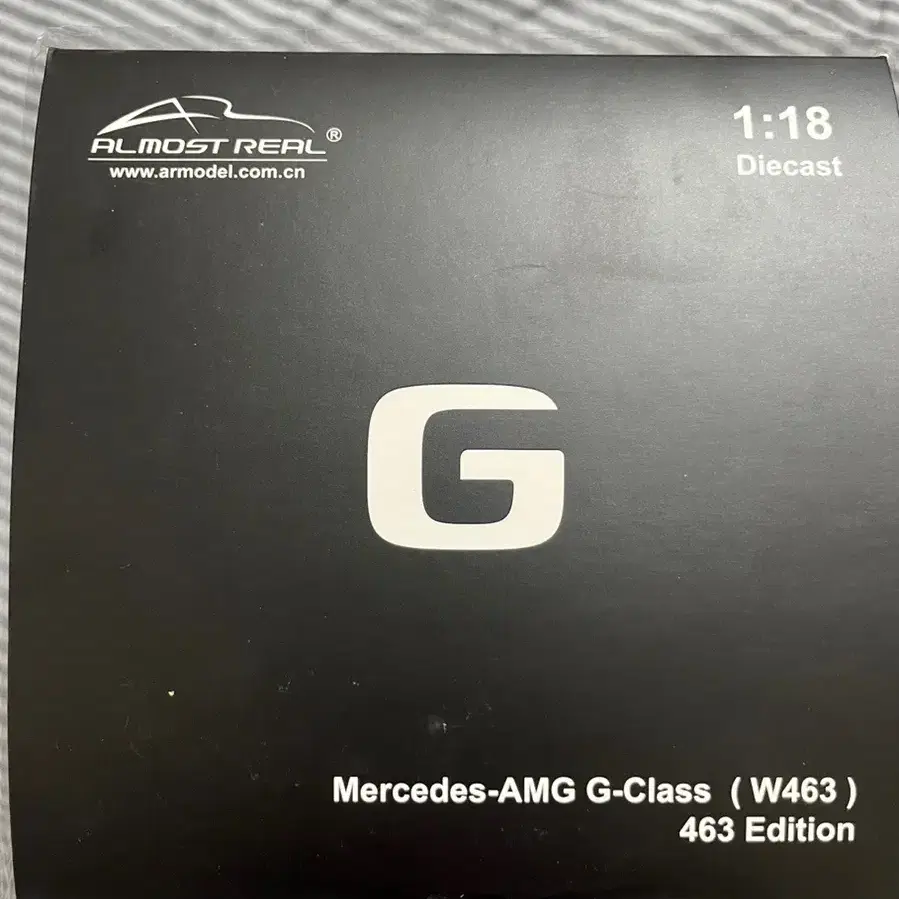 ALMOST REAL®
www.armodel.com.cn
1:18
Diecast
G
Mercedes-AMG G-Class ( W463 )
463 Edition